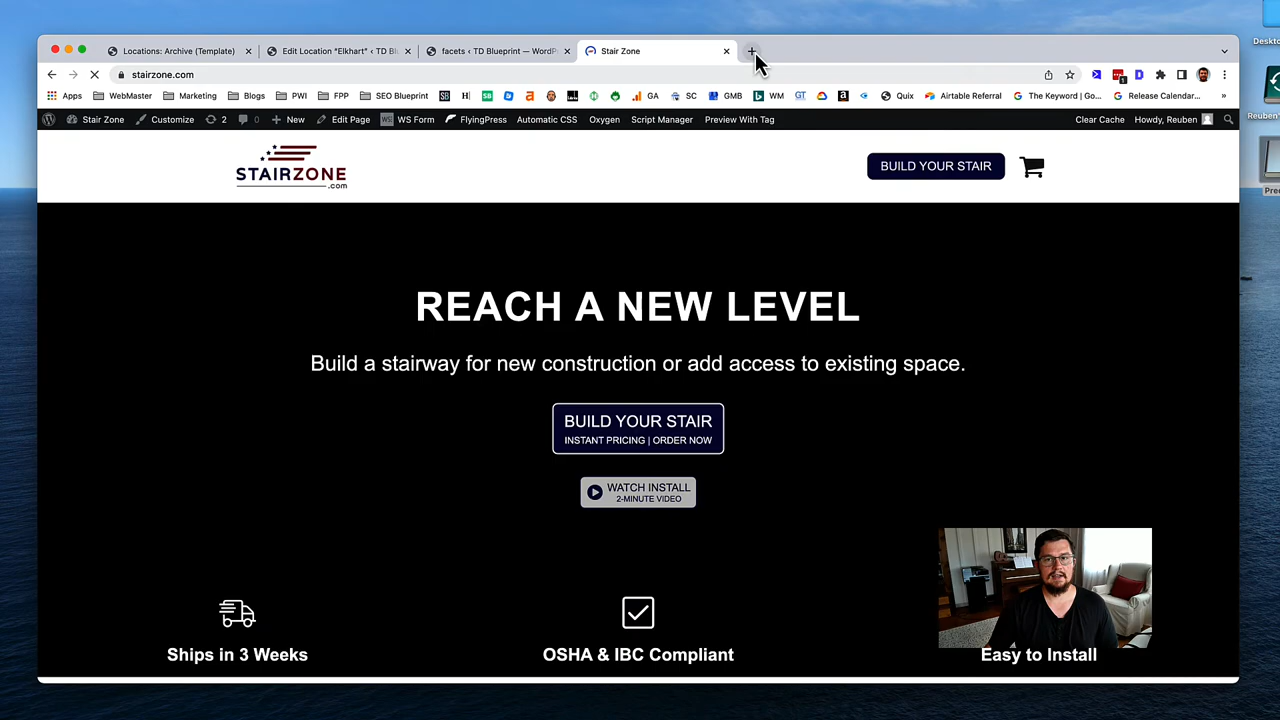 Locations: Archive (Template)
Edit Location “Elkhart” ‹ TD Bl
facets ‹ TD Blueprint — WordP
Stair Zone
stairzone.com
Apps
WebMaster
Marketing
Blogs
PWI
FPP
SEO Blueprint
GA
SC
GMB
WM
Quix
Airtable Referral
The Keyword | Go...
Release Calendar...
»
Stair Zone
Customize
2
0
New
Edit Page
WS Form
FlyingPress
Automatic CSS
Oxygen
Script Manager
Preview With Tag
Clear Cache
Howdy, Reuben
STAIRZONE
.com
BUILD YOUR STAIR
REACH A NEW LEVEL
Build a stairway for new construction or add access to existing space.
BUILD YOUR STAIR
INSTANT PRICING | ORDER NOW
WATCH INSTALL
2-MINUTE VIDEO
Ships in 3 Weeks
OSHA & IBC Compliant
Easy to Install
Deskto
Reuben'
Prec